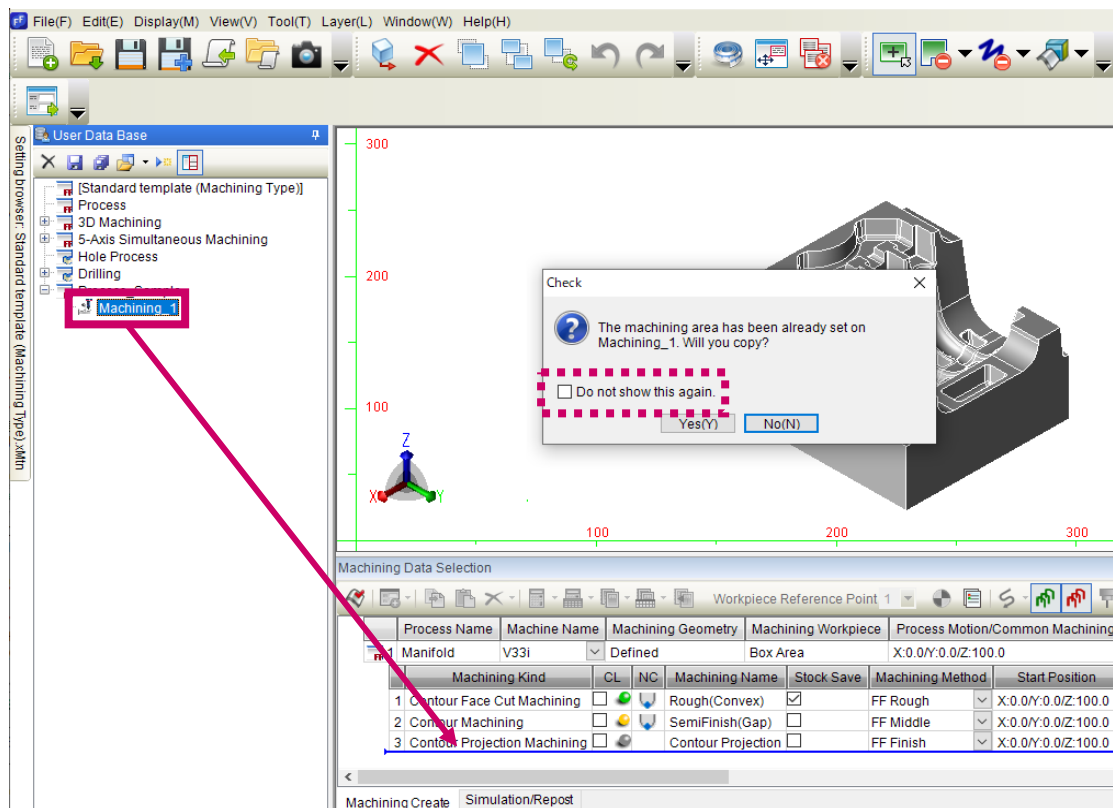 File(F) Edit(E) Display(M) View(V) Tool(T) Layer(L) Window(W) Help(H)
Setting browser: Standard template (Machining Type).xMtn
User Data Base
[Standard template (Machining Type)]
Process
3D Machining
5-Axis Simultaneous Machining
Hole Process
Drilling
Process_Sample
Machining_1
300
200
100
Z
X
Y
100
200
300
Check
The machining area has been already set on
Machining_1. Will you copy?
Do not show this again.
Yes(Y) No(N)
Machining Data Selection
Workpiece Reference Point 1
Process Name Machine Name Machining Geometry Machining Workpiece Process Motion/Common Machining
1 Manifold V33i Defined Box Area X:0.0/Y:0.0/Z:100.0
Machining Kind CL NC Machining Name Stock Save Machining Method Start Position
1 Contour Face Cut Machining Rough(Convex) FF Rough X:0.0/Y:0.0/Z:100.0
2 Contour Machining SemiFinish(Gap) FF Middle X:0.0/Y:0.0/Z:100.0
3 Contour Projection Machining Contour Projection FF Finish X:0.0/Y:0.0/Z:100.0
Machining Create Simulation/Repost